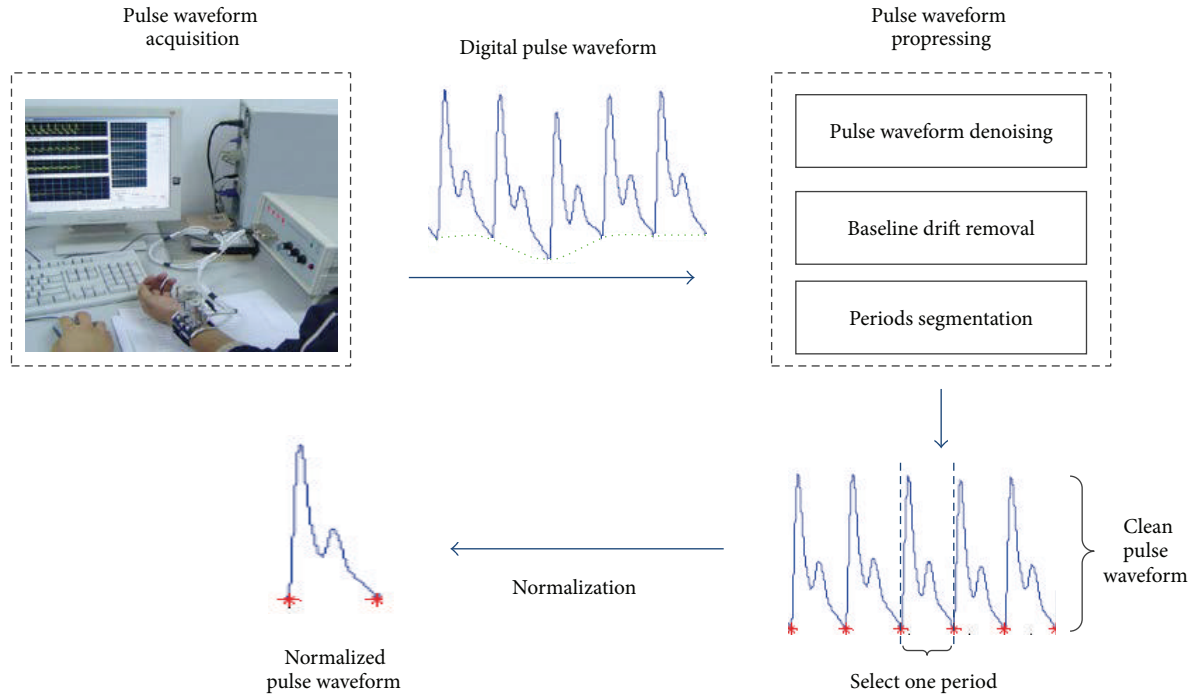 Pulse waveform
acquisition
Digital pulse waveform
Pulse waveform
propressing
Pulse waveform denoising
Baseline drift removal
Periods segmentation
Clean
pulse
waveform
Select one period
Normalization
Normalized
pulse waveform